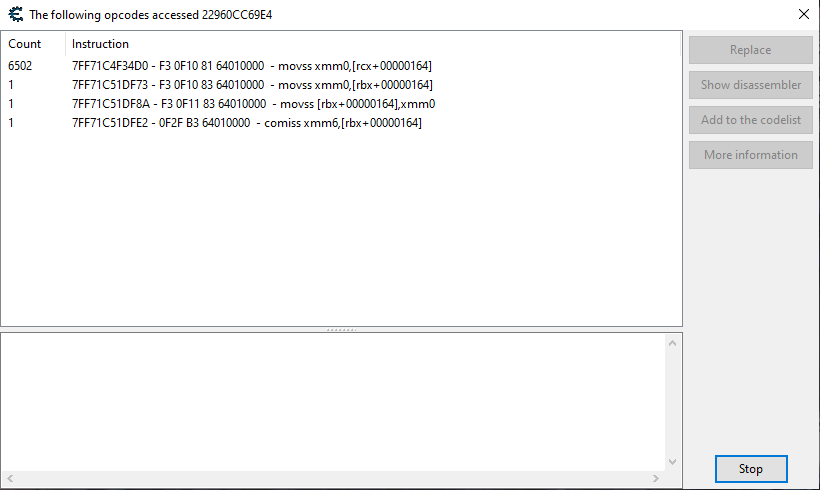 The following opcodes accessed 22960CC69E4
Count Instruction
6502 7FF71C4F34D0 - F3 0F10 81 64010000 - movss xmm0,[rcx+00000164]
1 7FF71C51DF73 - F3 0F10 83 64010000 - movss xmm0,[rbx+00000164]
1 7FF71C51DF8A - F3 0F11 83 64010000 - movss [rbx+00000164],xmm0
1 7FF71C51DFE2 - 0F2F B3 64010000 - comiss xmm6,[rbx+00000164]
Replace
Show disassembler
Add to the codelist
More information
Stop